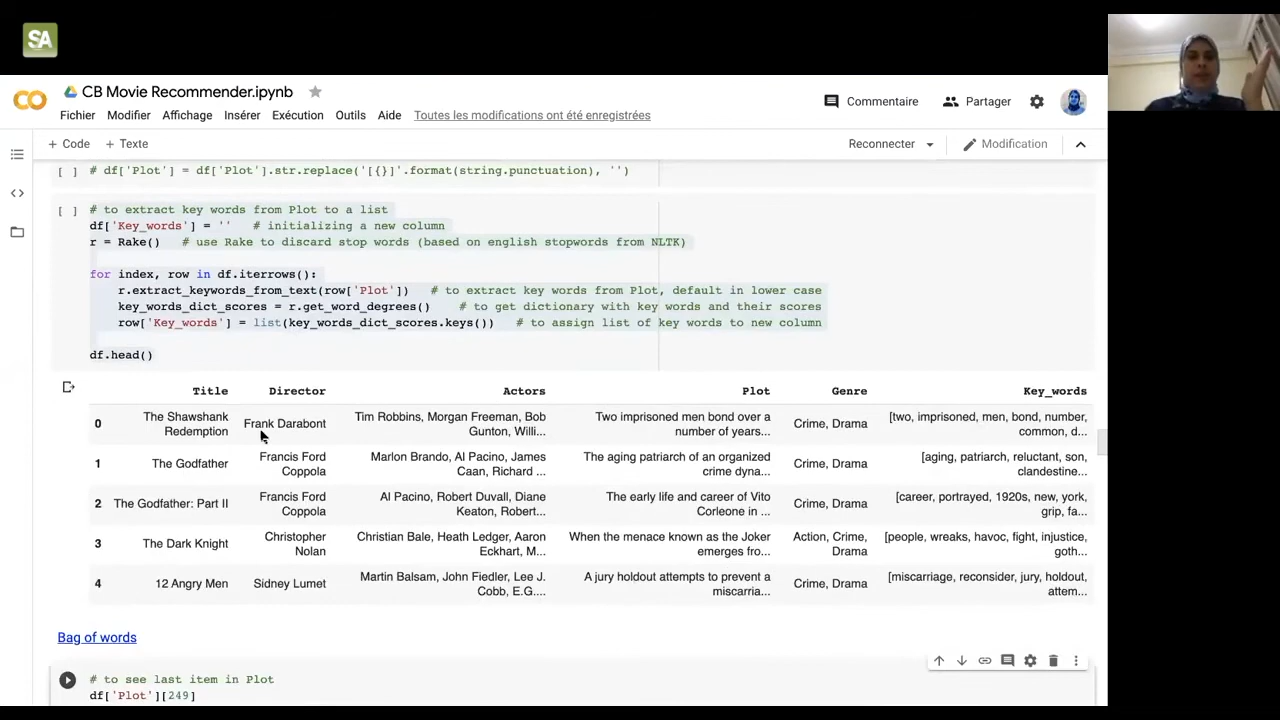 SA
CB Movie Recommender.ipynb
Commentaire
Partager
Fichier Modifier Affichage Insérer Exécution Outils Aide Toutes les modifications ont été enregistrées
+ Code + Texte
Reconnecter
Modification
[ ] # df['Plot'] = df['Plot'].str.replace('[{}]'.format(string.punctuation), '')
[ ] # to extract key words from Plot to a list
df['Key_words'] = '' # initializing a new column
r = Rake() # use Rake to discard stop words (based on english stopwords from NLTK)
for index, row in df.iterrows():
r.extract_keywords_from_text(row['Plot']) # to extract key words from Plot, default in lower case
key_words_dict_scores = r.get_word_degrees() # to get dictionary with key words and their scores
row['Key_words'] = list(key_words_dict_scores.keys()) # to assign list of key words to new column
df.head()
Title Director Actors Plot Genre Key_words
0 The Shawshank Redemption Frank Darabont Tim Robbins, Morgan Freeman, Bob Gunton, Willi... Two imprisoned men bond over a number of years... Crime, Drama [two, imprisoned, men, bond, number, common, d...
1 The Godfather Francis Ford Coppola Marlon Brando, Al Pacino, James Caan, Richard ... The aging patriarch of an organized crime dyna... Crime, Drama [aging, patriarch, reluctant, son, clandestine...
2 The Godfather: Part II Francis Ford Coppola Al Pacino, Robert Duvall, Diane Keaton, Robert... The early life and career of Vito Corleone in ... Crime, Drama [career, portrayed, 1920s, new, york, grip, fa...
3 The Dark Knight Christopher Nolan Christian Bale, Heath Ledger, Aaron Eckhart, M... When the menace known as the Joker emerges fro... Action, Crime, Drama [people, wreaks, havoc, fight, injustice, goth...
4 12 Angry Men Sidney Lumet Martin Balsam, John Fiedler, Lee J. Cobb, E.G.... A jury holdout attempts to prevent a miscarria... Crime, Drama [miscarriage, reconsider, jury, holdout, attem...
Bag of words
# to see last item in Plot
df['Plot'][249]